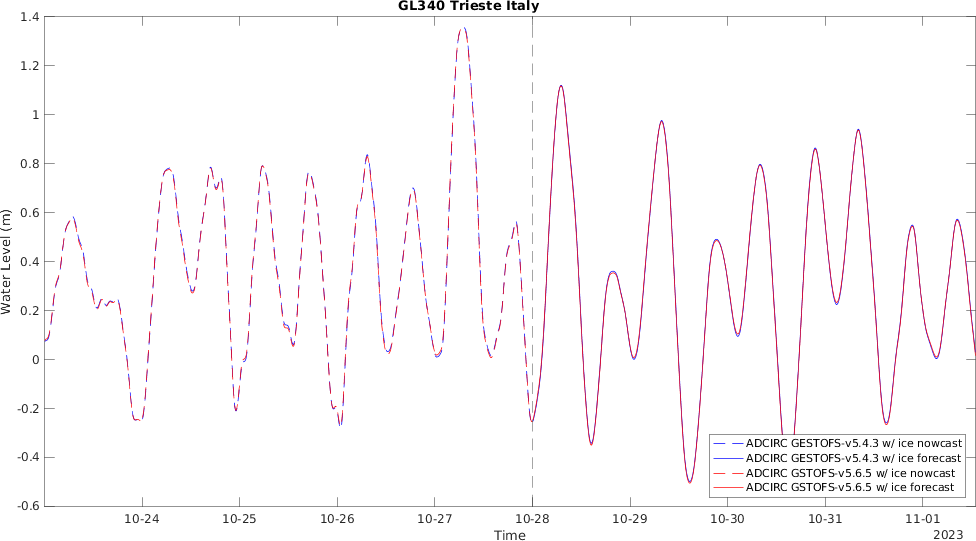 GL340 Trieste Italy
1.4
1.2
1
0.8
0.6
0.4
0.2
0
-0.2
-0.4
-0.6
Water Level (m)
ADCIRC GESTOFS-v5.4.3 w/ ice nowcast
ADCIRC GESTOFS-v5.4.3 w/ ice forecast
ADCIRC GSTOFS-v5.6.5 w/ ice nowcast
ADCIRC GSTOFS-v5.6.5 w/ ice forecast
10-24 10-25 10-26 10-27 10-28 10-29 10-30 10-31 11-01
Time
2023